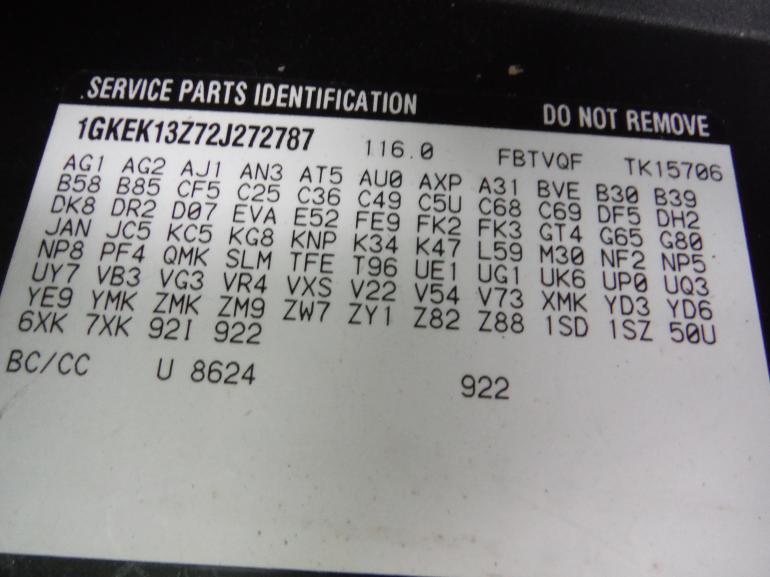 SERVICE PARTS IDENTIFICATION DO NOT REMOVE
1GKEK13Z72J272787 116.0 FBTVQF TK15706
AG1 AG2 AJ1 AN3 AT5 AU0 AXP A31 BVE B30 B39
B58 B85 CF5 C25 C36 C49 C5U C68 C69 DF5 DH2
DK8 DR2 D07 EVA E52 FE9 FK2 FK3 GT4 G65 G80
JAN JC5 KC5 KG8 KNP K34 K47 L59 M30 NF2 NP5
NP8 PF4 QMK SLM TFE T96 UE1 UG1 UK6 UP0 UQ3
UY7 VB3 VG3 VR4 VXS V22 V54 V73 XMK YD3 YD6
YE9 YMK ZMK ZM9 ZW7 ZY1 Z82 Z88 1SD 1SZ 50U
6XK 7XK 92I 922
BC/CC U 8624 922